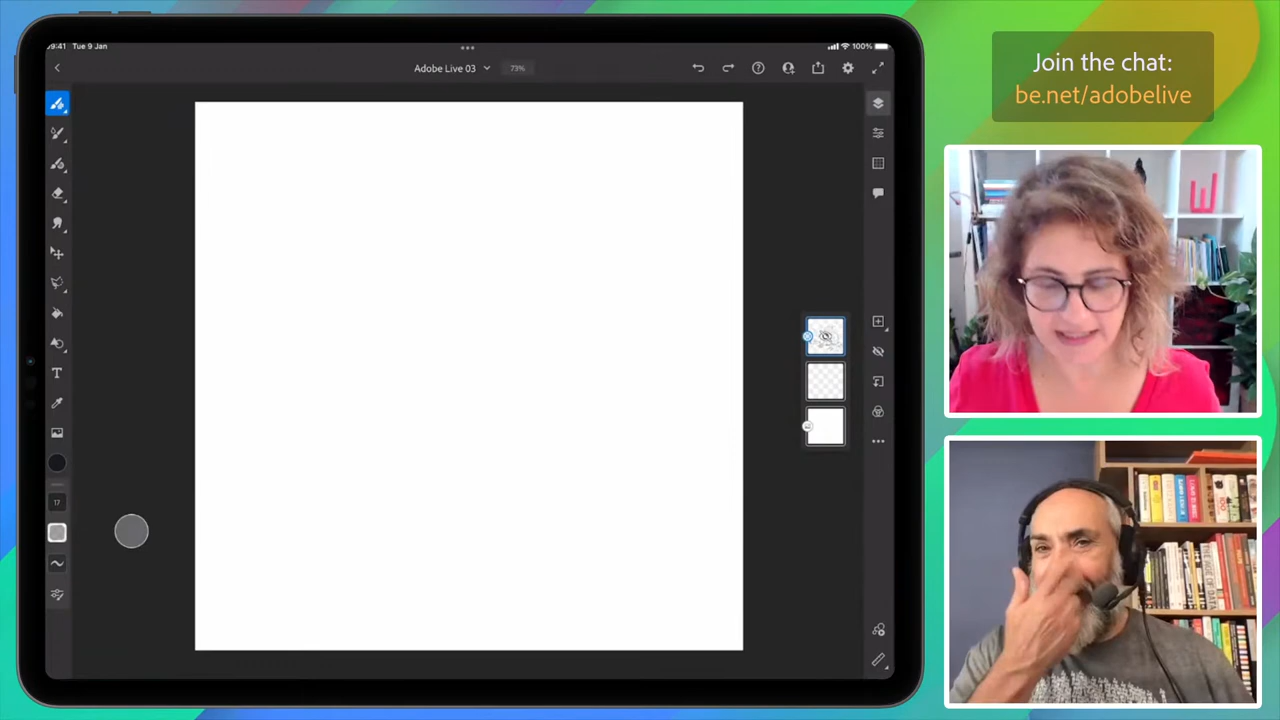 9:41 Tue 9 Jan
100%
Adobe Live 03
73%
T
17
Join the chat:
be.net/adobelive